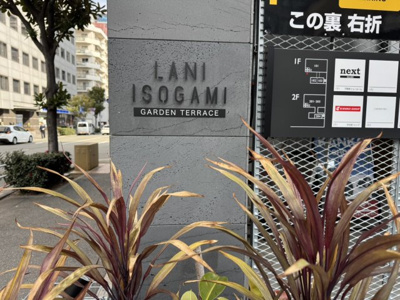 LANI
ISOGAMI
GARDEN TERRACE
この裏 右折
1F
next
2F